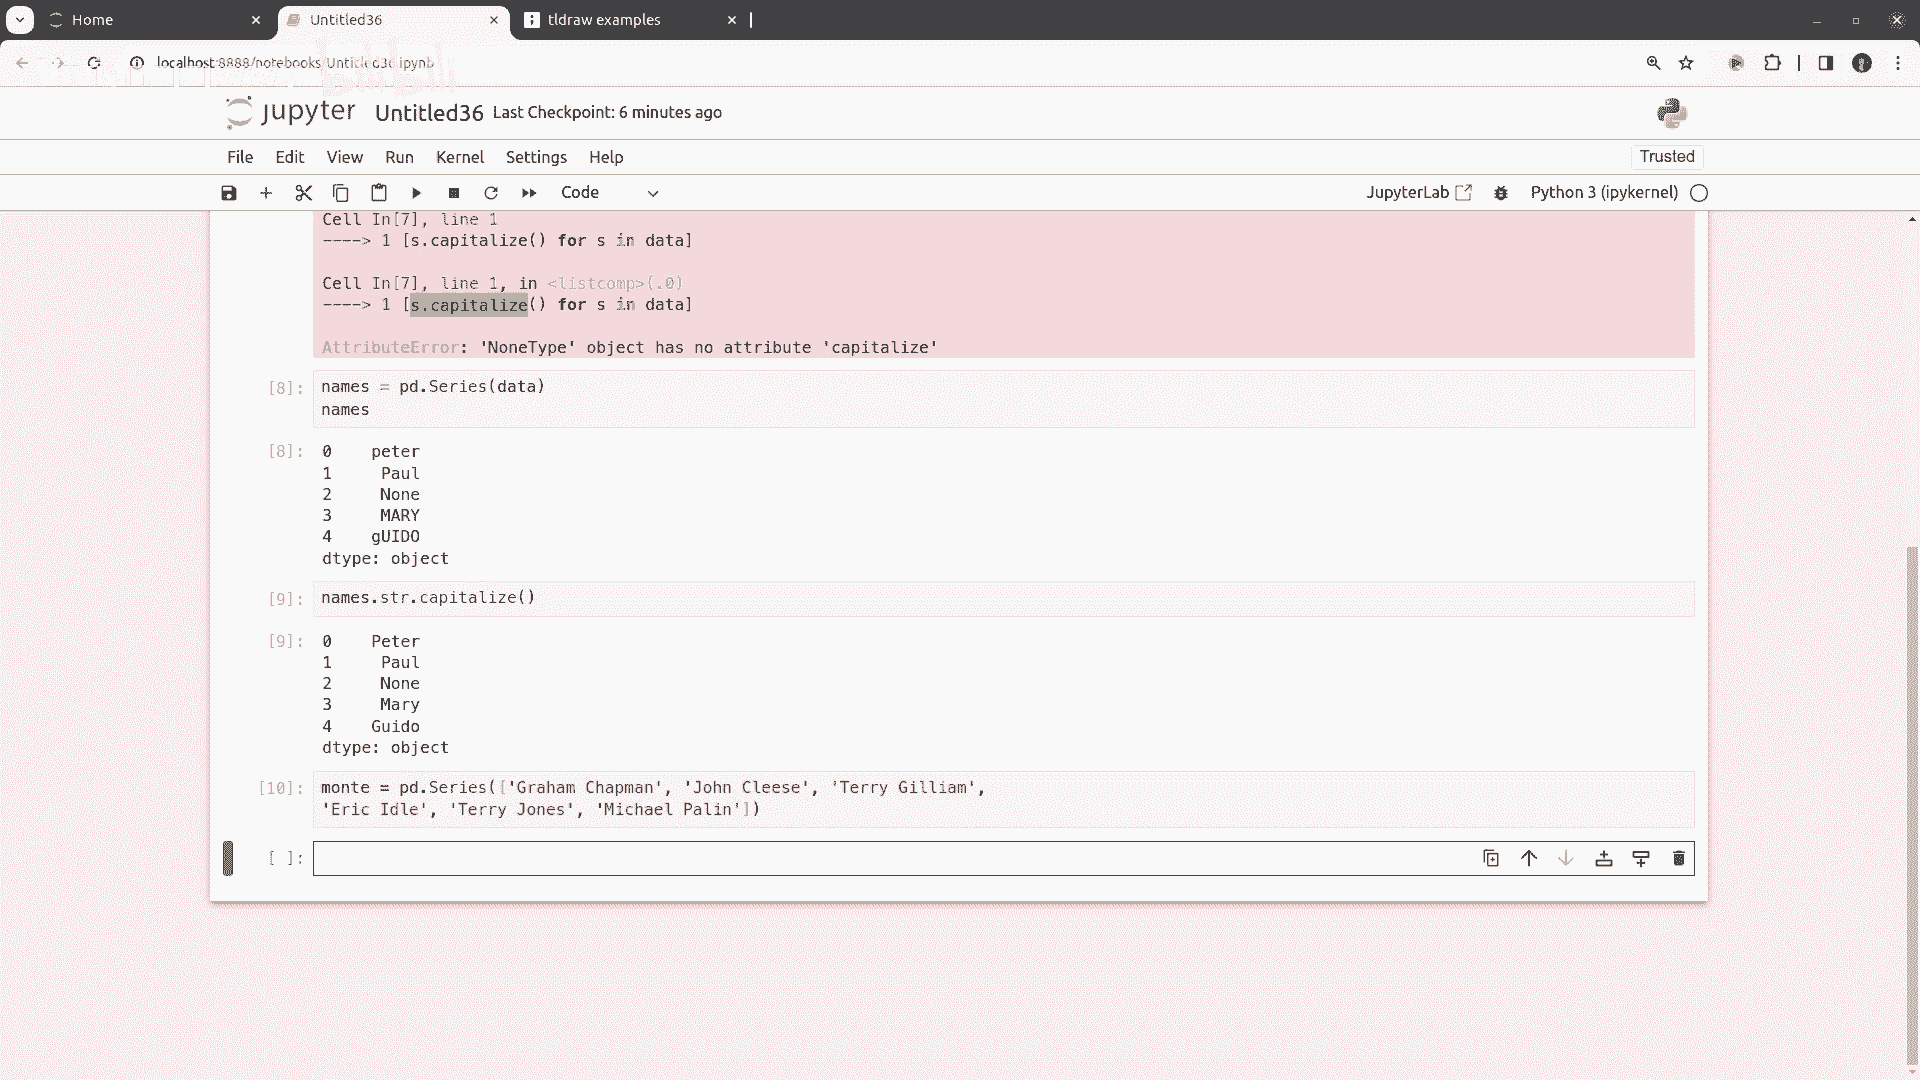 Home
Untitled36
tldraw examples
localhost:8888/notebooks/Untitled36.ipynb
jupyter Untitled36 Last Checkpoint: 6 minutes ago
File Edit View Run Kernel Settings Help
Trusted
Code
JupyterLab
Python 3 (ipykernel)
Cell In[7], line 1
----> 1 [s.capitalize() for s in data]
Cell In[7], line 1, in <listcomp>(.0)
----> 1 [s.capitalize() for s in data]
AttributeError: 'NoneType' object has no attribute 'capitalize'
[8]: names = pd.Series(data)
names
[8]: 0 peter
1 Paul
2 None
3 MARY
4 gUIDO
dtype: object
[9]: names.str.capitalize()
[9]: 0 Peter
1 Paul
2 None
3 Mary
4 Guido
dtype: object
[10]: monte = pd.Series(['Graham Chapman', 'John Cleese', 'Terry Gilliam',
'Eric Idle', 'Terry Jones', 'Michael Palin'])
[ ]: